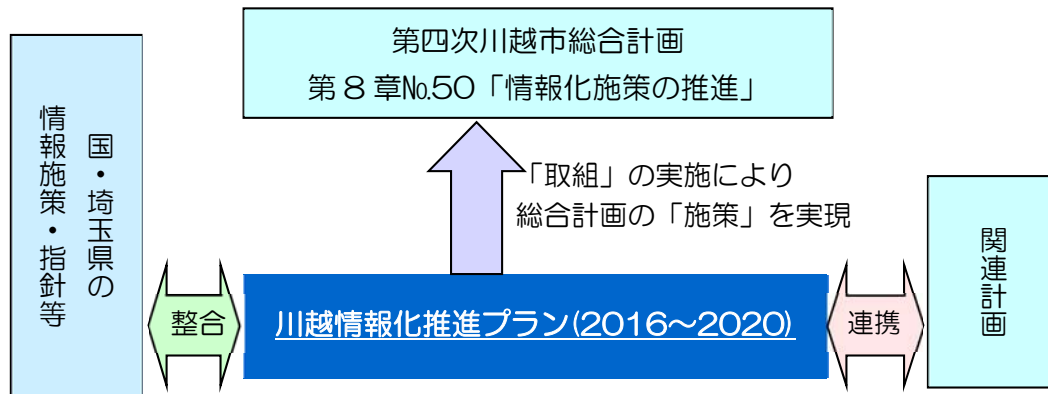 第四次川越市総合計画
第８章№50「情報化施策の推進」
国・埼玉県の
情報施策・指針等
「取組」の実施により
総合計画の「施策」を実現
関連計画
整合
川越情報化推進プラン(2016～2020)
連携